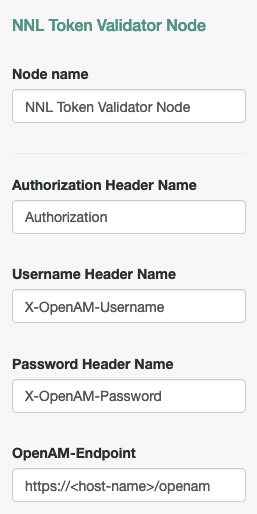 NNL Token Validator Node
Node name
NNL Token Validator Node
Authorization Header Name
Authorization
Username Header Name
X-OpenAM-Username
Password Header Name
X-OpenAM-Password
OpenAM-Endpoint
https://<host-name>/openam